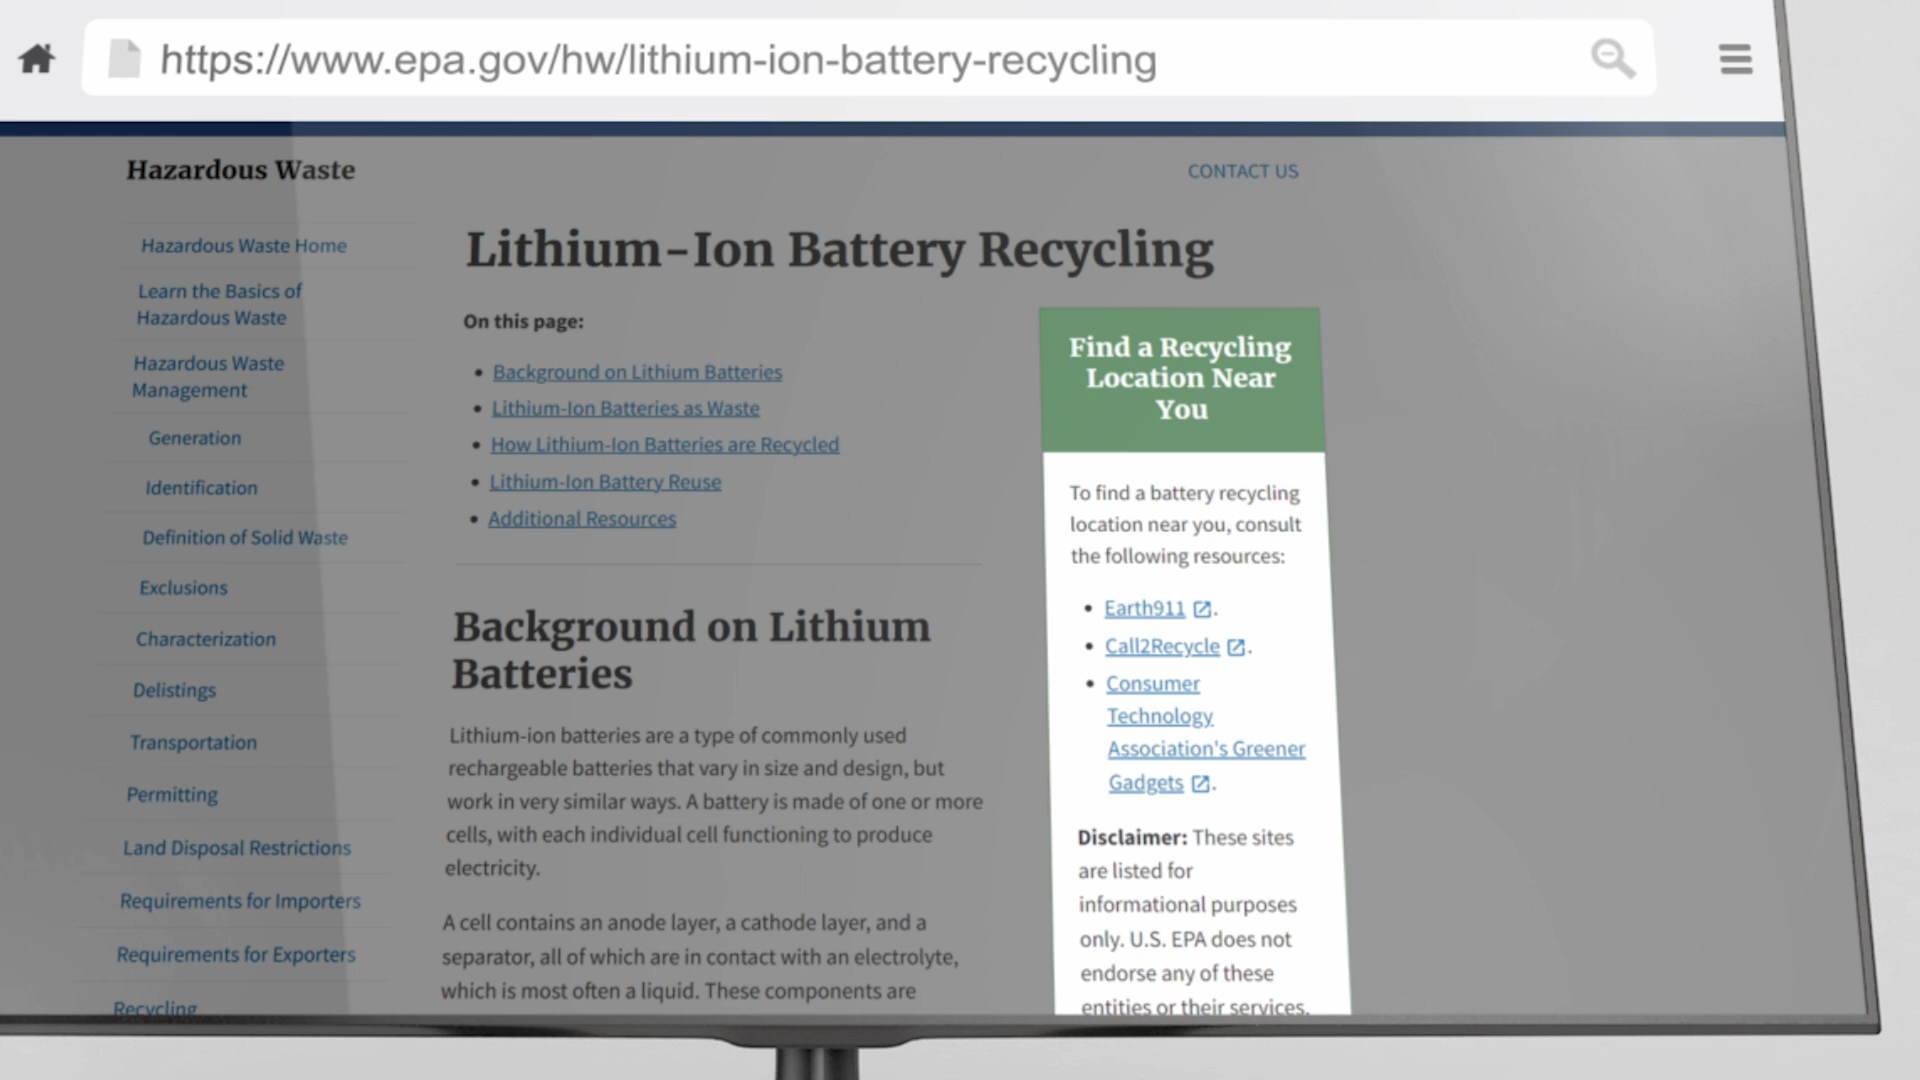 https://www.epa.gov/hw/lithium-ion-battery-recycling
Hazardous Waste
CONTACT US
Hazardous Waste Home
Learn the Basics of
Hazardous Waste
Hazardous Waste
Management
Generation
Identification
Definition of Solid Waste
Exclusions
Characterization
Delistings
Transportation
Permitting
Land Disposal Restrictions
Requirements for Importers
Requirements for Exporters
Recycling
Lithium-Ion Battery Recycling
On this page:
• Background on Lithium Batteries
• Lithium-Ion Batteries as Waste
• How Lithium-Ion Batteries are Recycled
• Lithium-Ion Battery Reuse
• Additional Resources
Background on Lithium
Batteries
Lithium-ion batteries are a type of commonly used
rechargeable batteries that vary in size and design, but
work in very similar ways. A battery is made of one or more
cells, with each individual cell functioning to produce
electricity.
A cell contains an anode layer, a cathode layer, and a
separator, all of which are in contact with an electrolyte,
which is most often a liquid. These components are
Find a Recycling
Location Near
You
To find a battery recycling
location near you, consult
the following resources:
• Earth911.
• Call2Recycle.
• Consumer
Technology
Association's Greener
Gadgets.
Disclaimer: These sites
are listed for
informational purposes
only. U.S. EPA does not
endorse any of these
entities or their services.